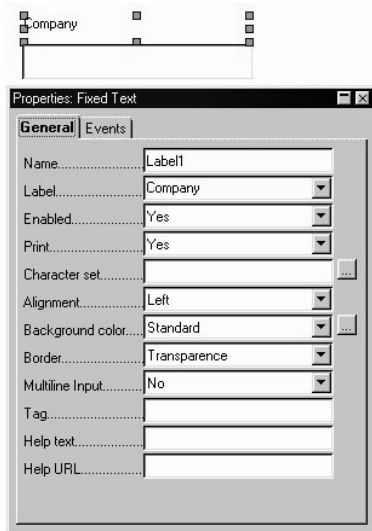 Company
Properties: Fixed Text
General Events
Name.................... Label1
Label.................... Company
Enabled................. Yes
Print..................... Yes
Character set.......... ...
Alignment.............. Left
Background color..... Standard ...
Border.................. Transparence
Multiline Input......... No
Tag......................
Help text................
Help URL................